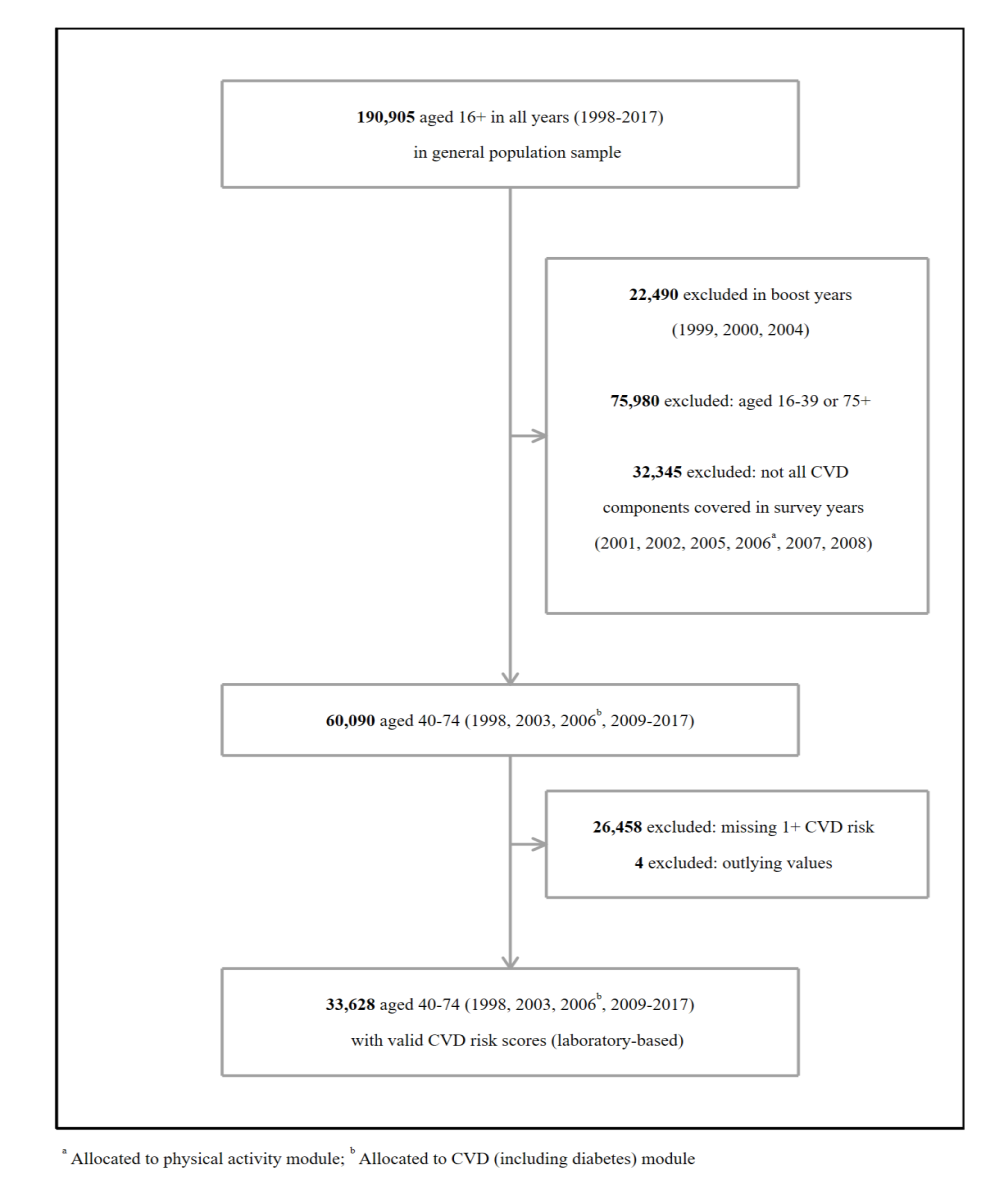 190,905 aged 16+ in all years (1998-2017)
in general population sample
22,490 excluded in boost years
(1999, 2000, 2004)
75,980 excluded: aged 16-39 or 75+
32,345 excluded: not all CVD
components covered in survey years
(2001, 2002, 2005, 2006ᵃ, 2007, 2008)
60,090 aged 40-74 (1998, 2003, 2006ᵇ, 2009-2017)
26,458 excluded: missing 1+ CVD risk
4 excluded: outlying values
33,628 aged 40-74 (1998, 2003, 2006ᵇ, 2009-2017)
with valid CVD risk scores (laboratory-based)
ᵃ Allocated to physical activity module; ᵇ Allocated to CVD (including diabetes) module